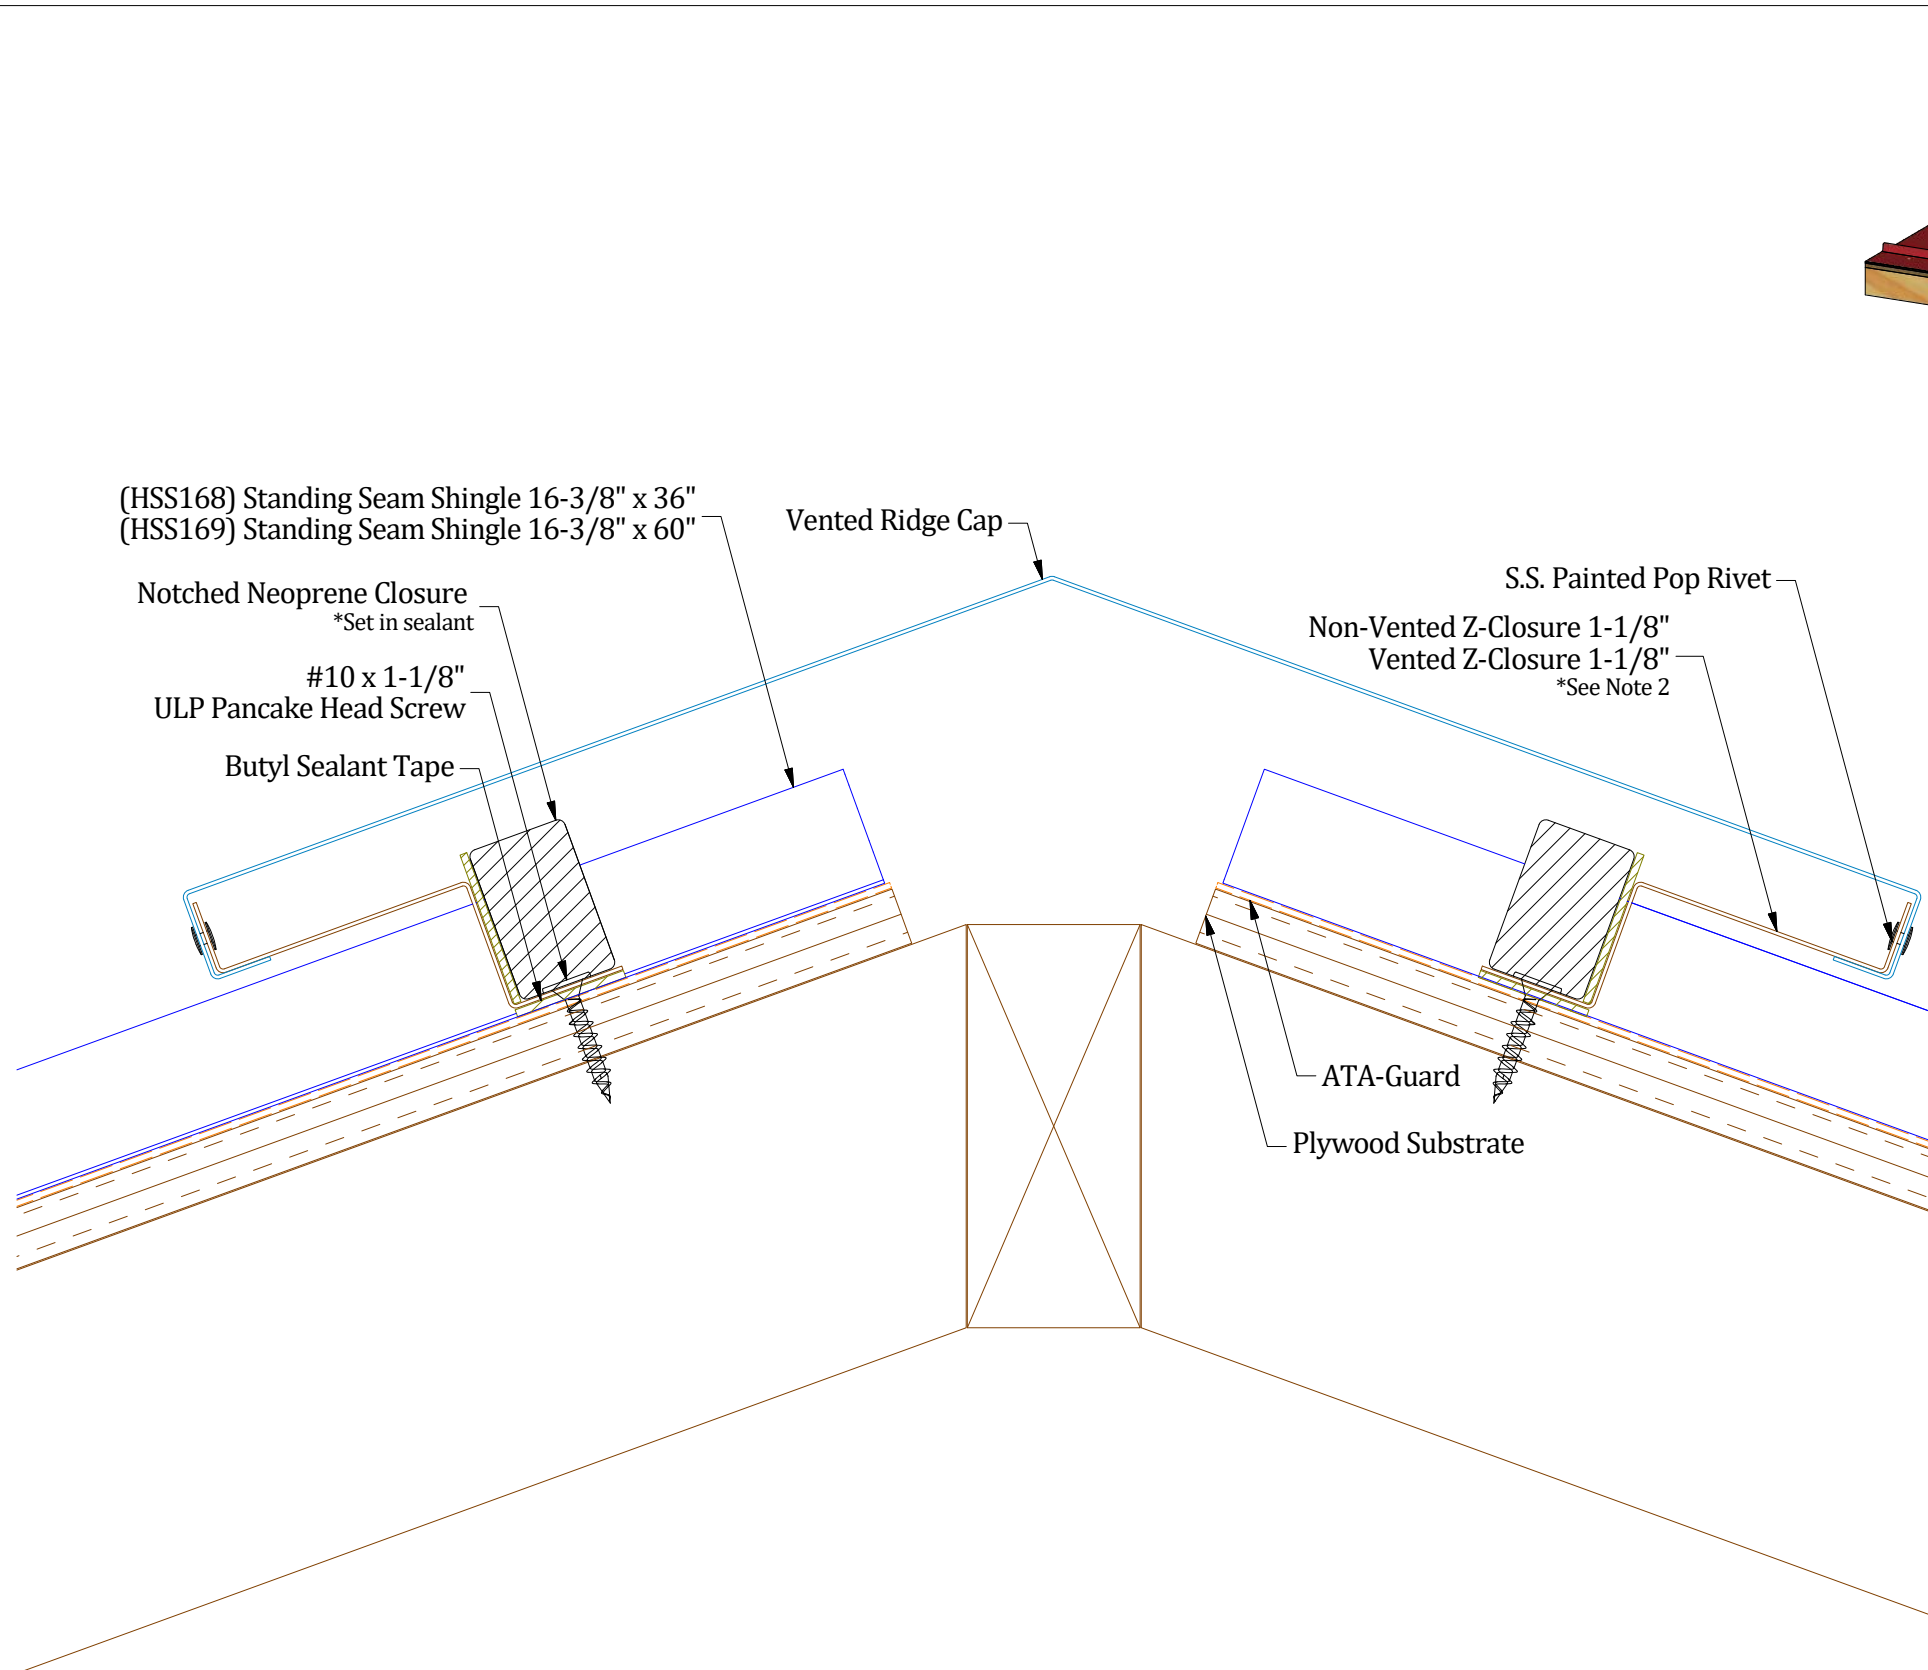 (HSS168) Standing Seam Shingle 16-3/8" x 36"
(HSS169) Standing Seam Shingle 16-3/8" x 60"
Vented Ridge Cap
Notched Neoprene Closure
*Set in sealant
#10 x 1-1/8"
ULP Pancake Head Screw
Butyl Sealant Tape
S.S. Painted Pop Rivet
Non-Vented Z-Closure 1-1/8"
Vented Z-Closure 1-1/8"
*See Note 2
ATA-Guard
Plywood Substrate